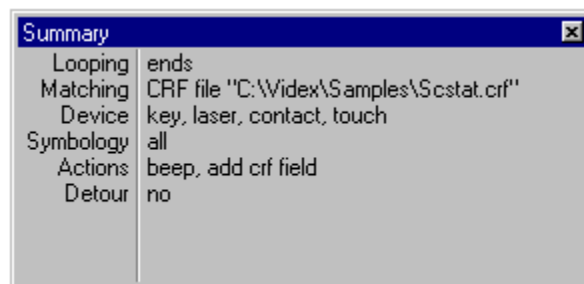 Summary
Looping ends
Matching CRF file "C:\Videx\Samples\Scstat.crf"
Device key, laser, contact, touch
Symbology all
Actions beep, add crf field
Detour no